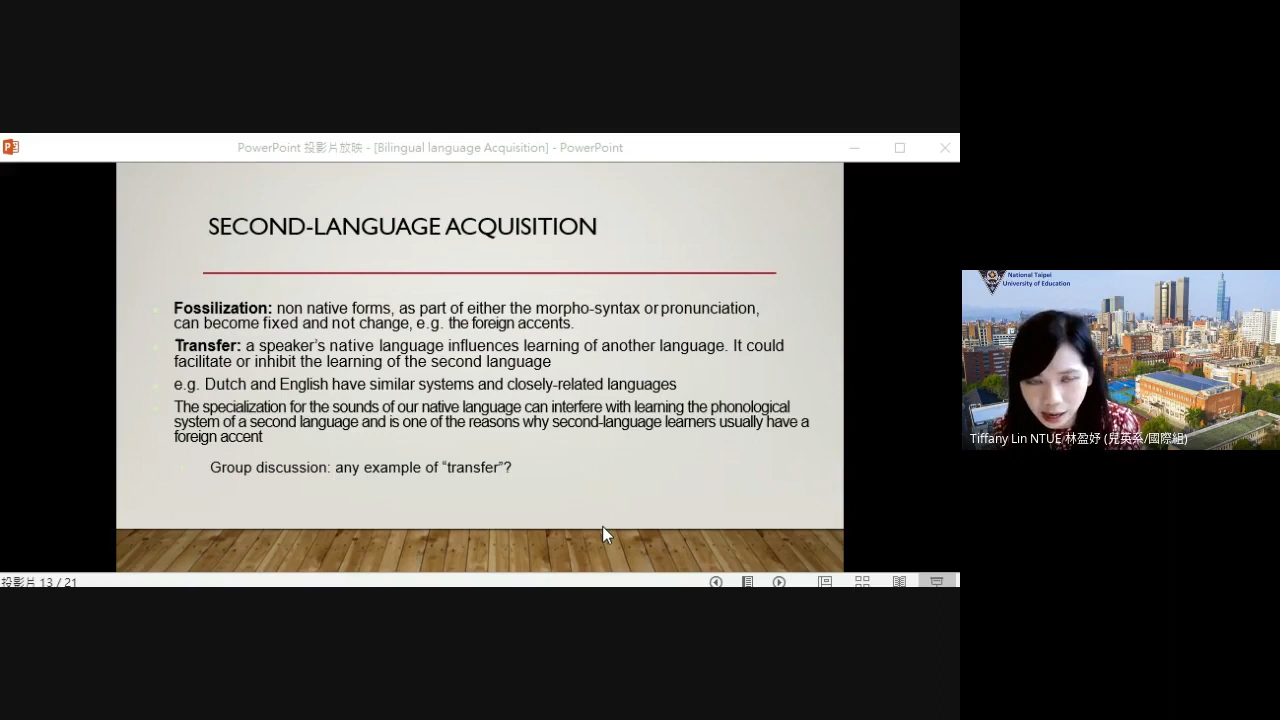 PowerPoint 投影片放映 - [Bilingual language Acquisition] - PowerPoint
SECOND-LANGUAGE ACQUISITION
Fossilization: non native forms, as part of either the morpho-syntax or pronunciation,
can become fixed and not change, e.g. the foreign accents.
Transfer: a speaker's native language influences learning of another language. It could
facilitate or inhibit the learning of the second language
e.g. Dutch and English have similar systems and closely-related languages
The specialization for the sounds of our native language can interfere with learning the phonological
system of a second language and is one of the reasons why second-language learners usually have a
foreign accent
Group discussion: any example of “transfer”?
投影片 13 / 21
National Taipei
University of Education
Tiffany Lin NTUE 林盈妤 (兒英系/國際組)